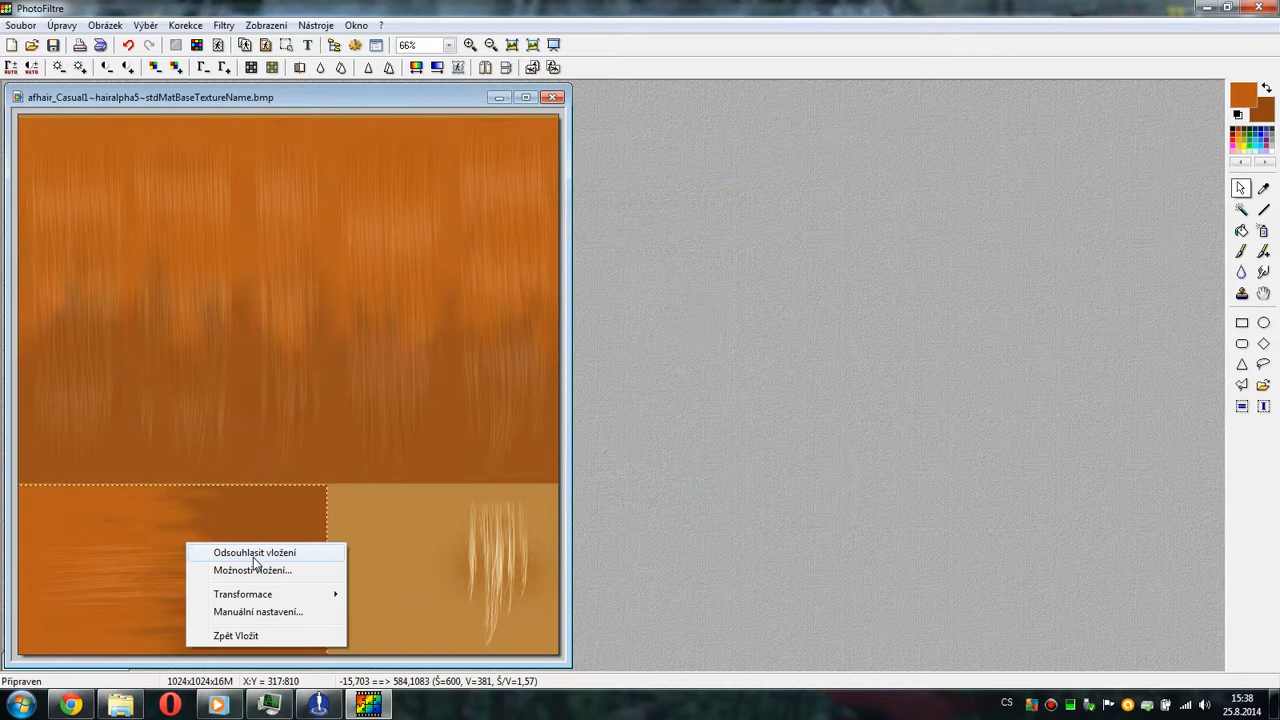 PhotoFiltre
Soubor Úpravy Obrázek Výběr Korekce Filtry Zobrazení Nástroje Okno ?
66%
AUTO AUTO
afhair_Casual1~hairalpha5~stdMatBaseTextureName.bmp
Odsouhlasit vložení
Možnosti vložení...
Transformace
Manuální nastavení...
Zpět Vložit
Připraven 1024x1024x16M X:Y = 317:810 -15,703 ==> 584,1083 (Š=600, V=381, Š/V=1,57)
CS 15:38
25.8.2014